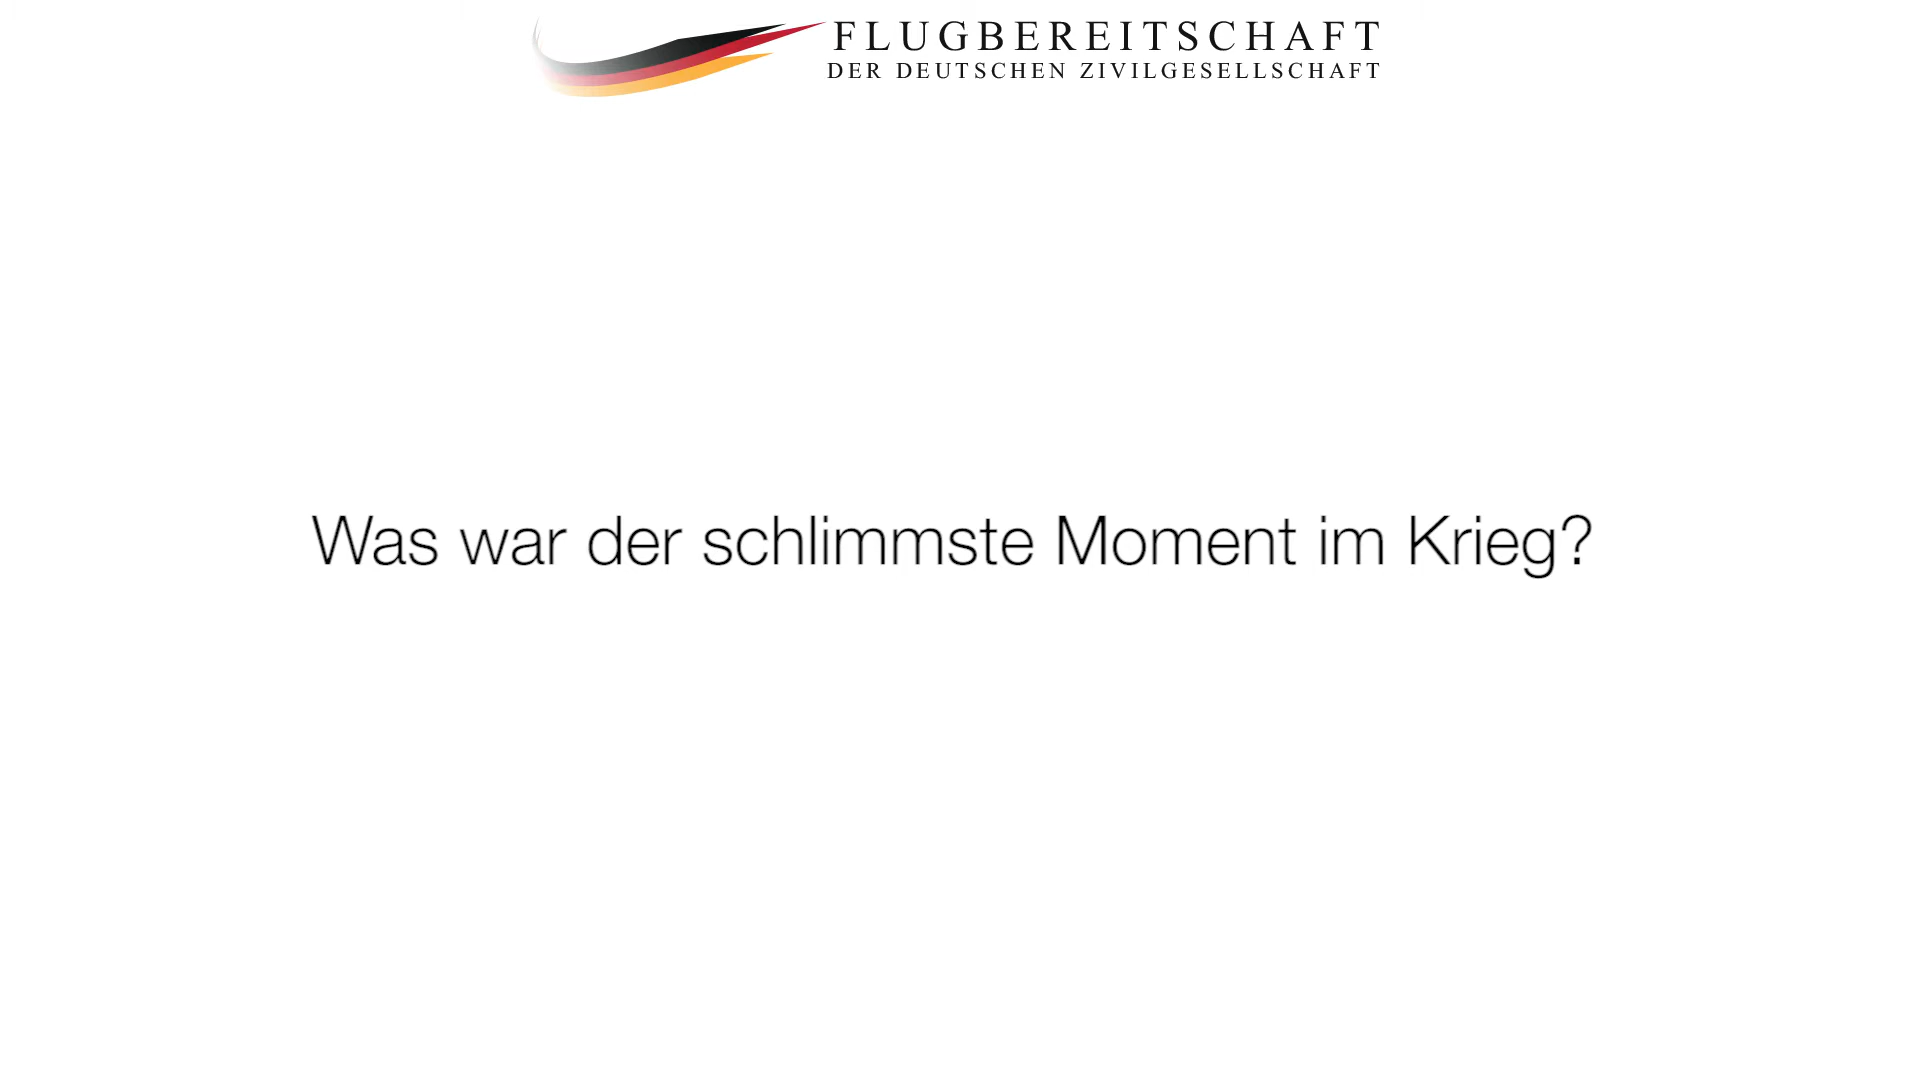 FLUGBEREITSCHAFT
DER DEUTSCHEN ZIVILGESELLSCHAFT
Was war der schlimmste Moment im Krieg?